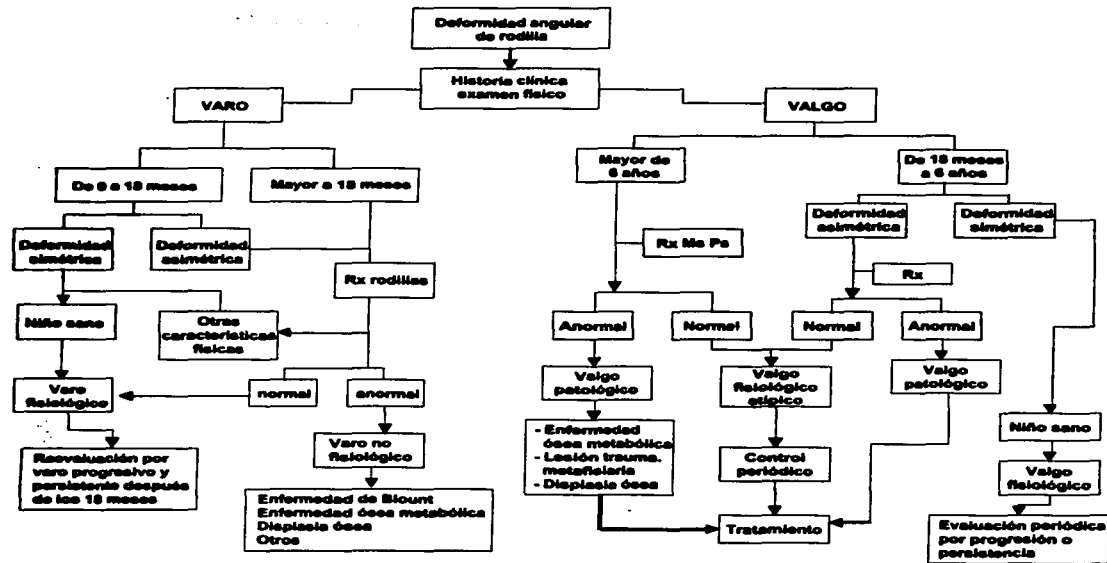 Deformidad angular
de rodilla
Historia clínica
examen físico
VARO
VALGO
De 0 a 18 meses
Mayor a 18 meses
Mayor de
6 años
De 18 meses
a 6 años
Deformidad
simétrica
Deformidad
asimétrica
Rx rodillas
Rx Ms Ps
Deformidad
asimétrica
Deformidad
simétrica
Rx
Niño sano
Otras
características
físicas
Anormal
Normal
Normal
Anormal
Varo
fisiológico
normal
anormal
Valgo
patológico
Valgo
fisiológico
atípico
Valgo
patológico
Reevaluación por
varo progresivo y
persistente después
de los 18 meses
Varo no
fisiológico
- Enfermedad
ósea metabólica
- Lesión trauma.
metafisiaria
- Displasia ósea
Control
periódico
Niño sano
Valgo
fisiológico
Enfermedad de Blount
Enfermedad ósea metabólica
Displasia ósea
Otros
Tratamiento
Evaluación periódica
por progresión o
persistencia